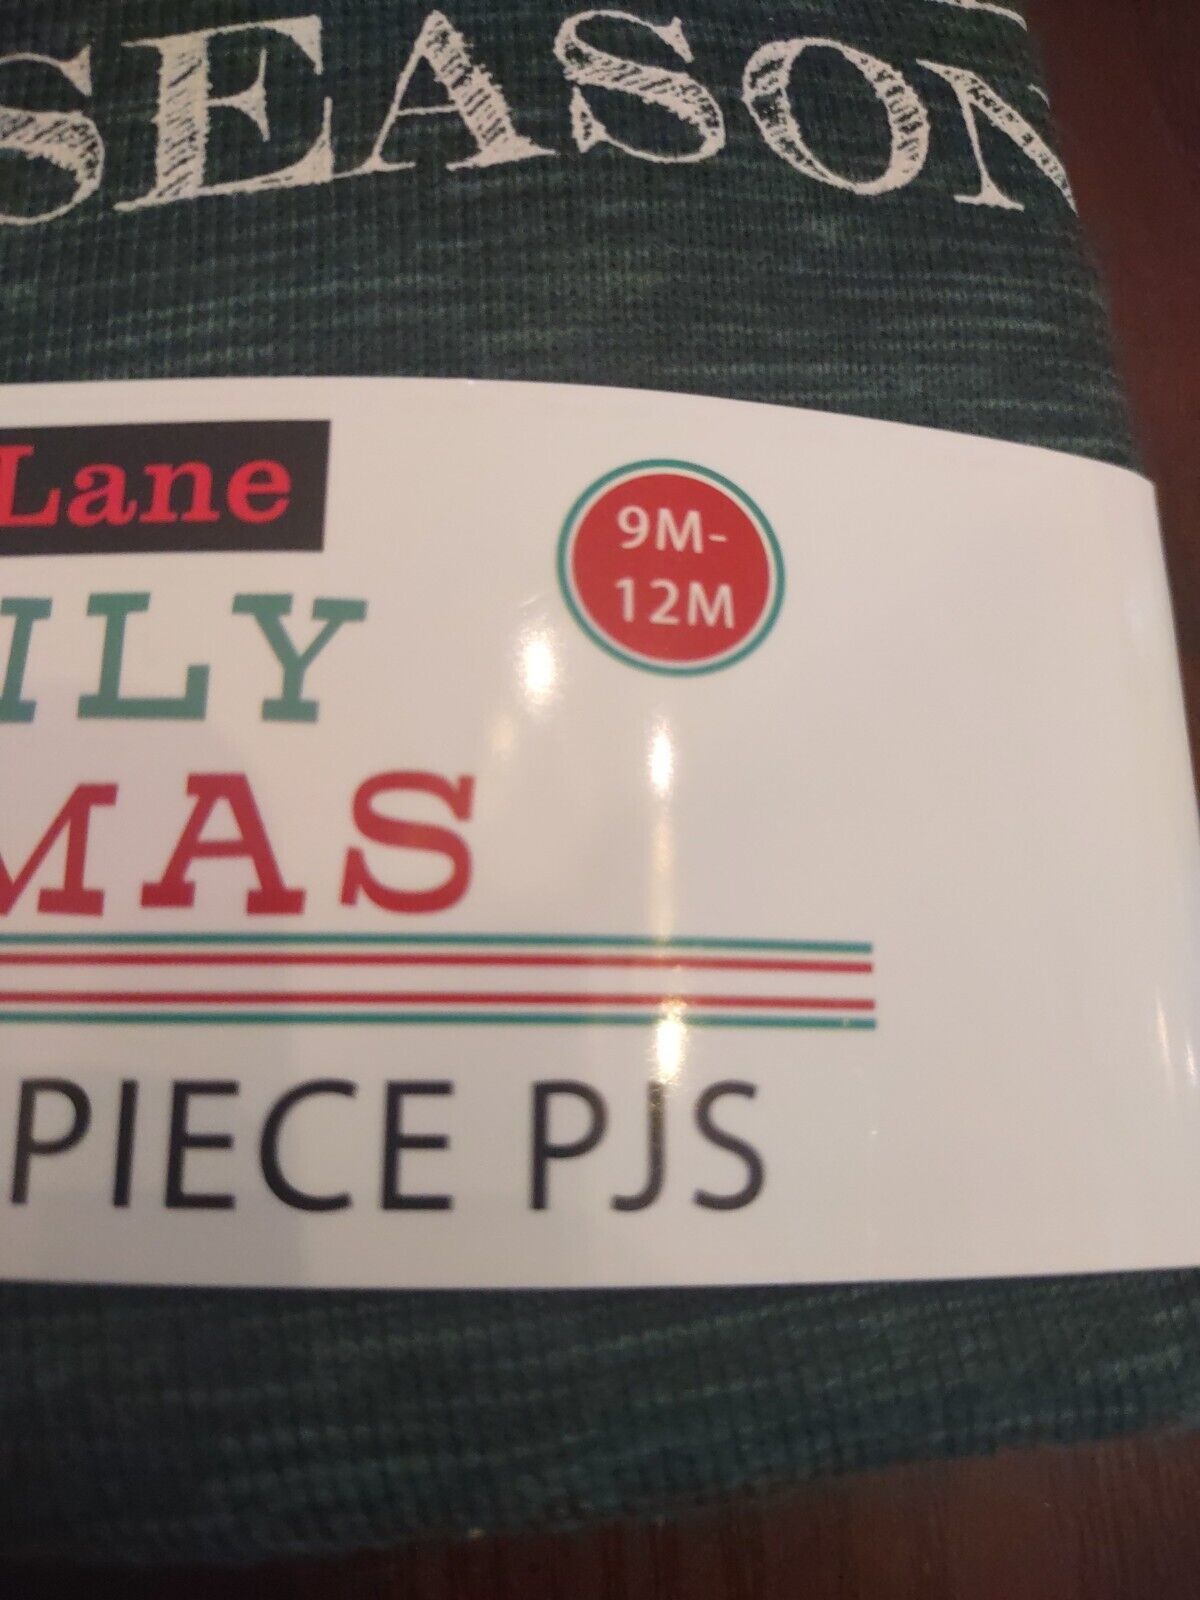 SEASON
Lane
9M-
12M
ILY
MAS
PIECE PJS